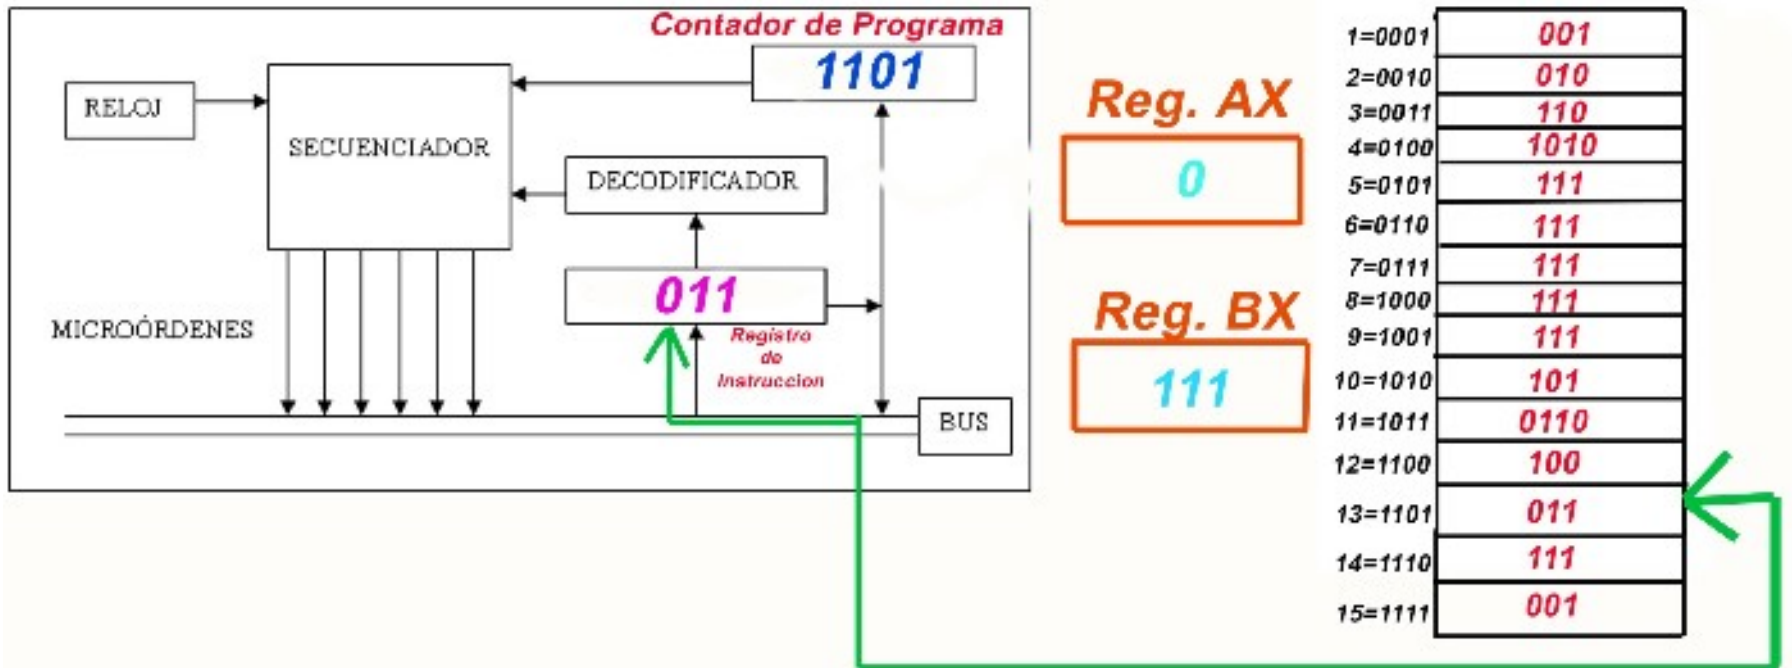 Contador de Programa
1101
RELOJ
SECUENCIADOR
DECODIFICADOR
011
Registro
de
Instruccion
MICROÓRDENES
BUS
Reg. AX
0
Reg. BX
111
1=0001 001
2=0010 010
3=0011 110
4=0100 1010
5=0101 111
6=0110 111
7=0111 111
8=1000 111
9=1001 111
10=1010 101
11=1011 0110
12=1100 100
13=1101 011
14=1110 111
15=1111 001